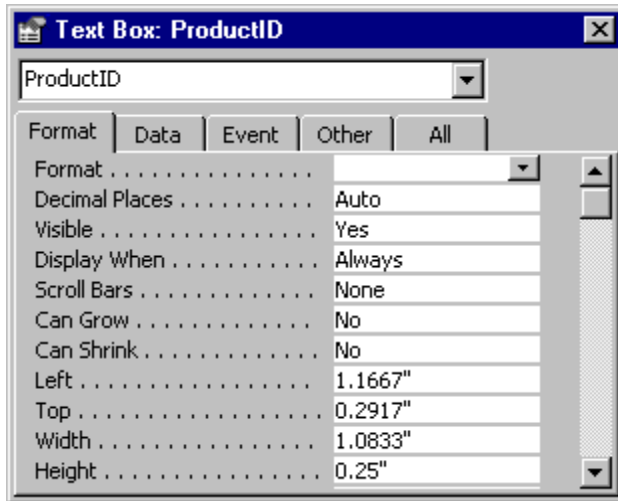 Text Box: ProductID
ProductID
Format Data Event Other All
Format . . . . . . . . . . . . . . .
Decimal Places . . . . . . . . . . Auto
Visible . . . . . . . . . . . . . . . . . Yes
Display When . . . . . . . . . . . Always
Scroll Bars . . . . . . . . . . . . . None
Can Grow . . . . . . . . . . . . . No
Can Shrink . . . . . . . . . . . . . No
Left . . . . . . . . . . . . . . . . . . 1.1667"
Top . . . . . . . . . . . . . . . . . . . 0.2917"
Width . . . . . . . . . . . . . . . . . 1.0833"
Height . . . . . . . . . . . . . . . . . 0.25"